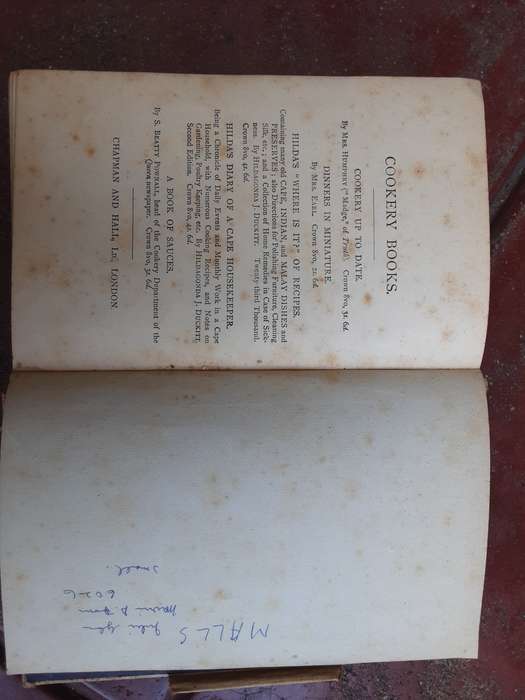 COOKERY BOOKS.
COOKERY UP TO DATE.
By MRS. HUMPHRY ("Madge," of Truth). Crown 8vo, 3s. 6d.
DINNERS IN MINIATURE.
By MRS. EARL. Crown 8vo, 2s. 6d.
HILDA'S "WHERE IS IT?" OF RECIPES.
Containing many old CAPE, INDIAN, and MALAY DISHES and
PRESERVES; also Directions for Polishing Furniture, Cleaning
Silk, etc.; and a Collection of Home Remedies in Case of Sick-
ness. By HILDAGONDA J. DUCKITT. Twenty third Thousand.
Crown 8vo, 4s. 6d.
HILDA'S DIARY OF A CAPE HOUSEKEEPER.
Being a Chronicle of Daily Events and Monthly Work in a Cape
Household, with Numerous Cooking Recipes, and Notes on
Gardening, Poultry Keeping, etc. By HILDAGONDA J. DUCKITT.
Second Edition. Crown 8vo, 4s. 6d.
A BOOK OF SAUCES.
By S. BEATTY POWNALL, head of the Cookery Department of the
Queen newspaper. Crown 8vo, 3s. 6d.
CHAPMAN AND HALL, Ld., LONDON.
MALLS
6026
small.